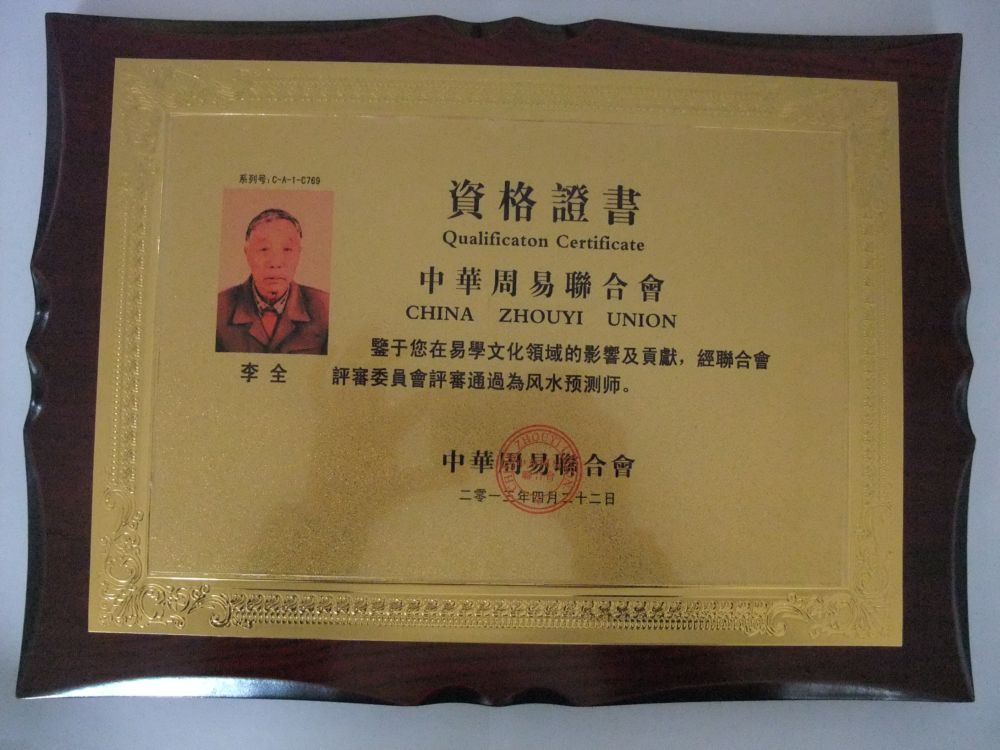 系列号：C-A-1-C769
資格證書
Qualificaton Certificate
中華周易聯合會
CHINA ZHOUYI UNION
鑒于您在易學文化領域的影響及貢獻，經聯合會
評審委員會評審通過為风水预测师。
李全
中華周易聯合會
二零一三年四月二十二日